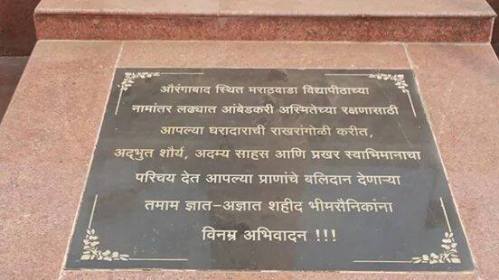 औरंगाबाद स्थित मराठवाडा विद्यापीठाच्या
नामांतर लढ्यात आंबेडकरी अस्मितेच्या रक्षणासाठी
आपल्या घरादाराची राखरांगोळी करीत,
अद्‌भुत शौर्य, अदम्य साहस आणि प्रखर स्वाभिमानाचा
परिचय देत आपल्या प्राणांचे बलिदान देणाऱ्या
तमाम ज्ञात-अज्ञात शहीद भीमसैनिकांना
विनम्र अभिवादन !!!